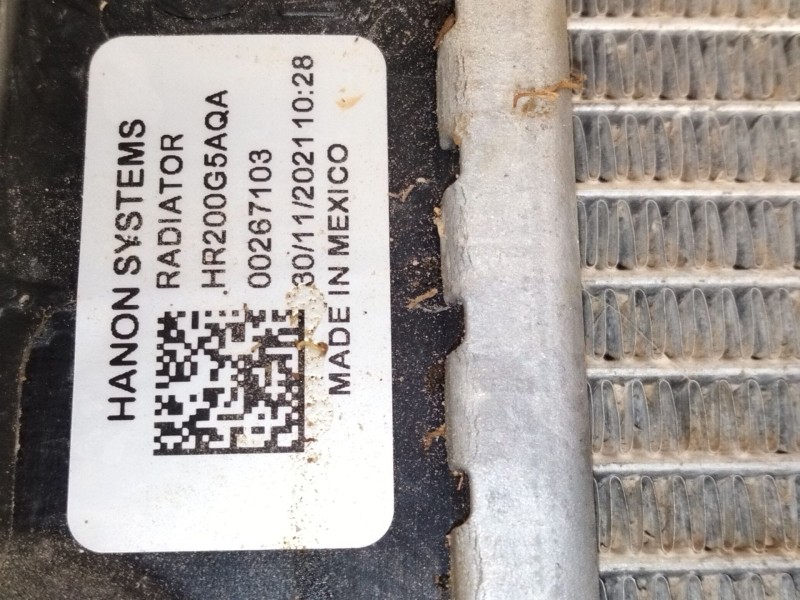 HANON SYSTEMS
RADIATOR
HR200G5AQA
00267103
30/11/2021 10:28
MADE IN MEXICO